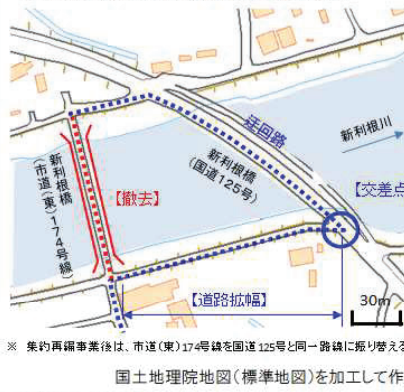 迂回路
新利根川
新利根橋
(国道125号)
新利根橋
(市道(東)174号線)
【撤去】
【交差点
【道路拡幅】
30m
※ 集約再編事業後は、市道(東)174号線を国道125号と同一路線に振り替える
国土地理院地図(標準地図)を加工して作